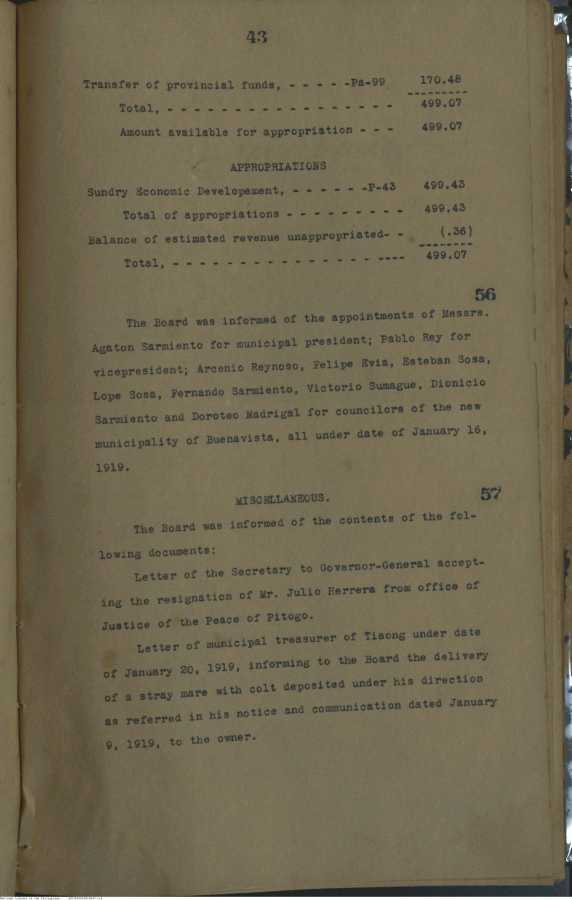 43
Transfer of provincial funds, - - - - -Pa-99 170.48
Total, - - - - - - - - - - - - - - - - - 499.07
Amount available for appropriation - - - 499.07
APPROPRIATIONS
Sundry Economic Developement, - - - - - -P-43 499.43
Total of appropriations - - - - - - - - - 499.43
Balance of estimated revenue unappropriated- - (.36)
Total, - - - - - - - - - - - - - - - ---- 499.07
56
The Board was informed of the appointments of Messrs.
Agaton Sarmiento for municipal president; Pablo Rey for
vicepresident; Arcenio Reynoso, Felipe Evia, Esteban Sosa,
Lope Sosa, Fernando Sarmiento, Victorio Sumague, Dionicio
Sarmiento and Doroteo Madrigal for councilors of the new
municipality of Buenavista, all under date of January 16,
1919.
MISCELLANEOUS.
57
The Board was informed of the contents of the fol-
lowing documents:
Letter of the Secretary to Governor-General accept-
ing the resignation of Mr. Julio Herrera from office of
Justice of the Peace of Pitogo.
Letter of municipal treasurer of Tiaong under date
of January 20, 1919, informing to the Board the delivery
of a stray mare with colt deposited under his direction
as referred in his notice and communication dated January
9, 1919, to the owner.